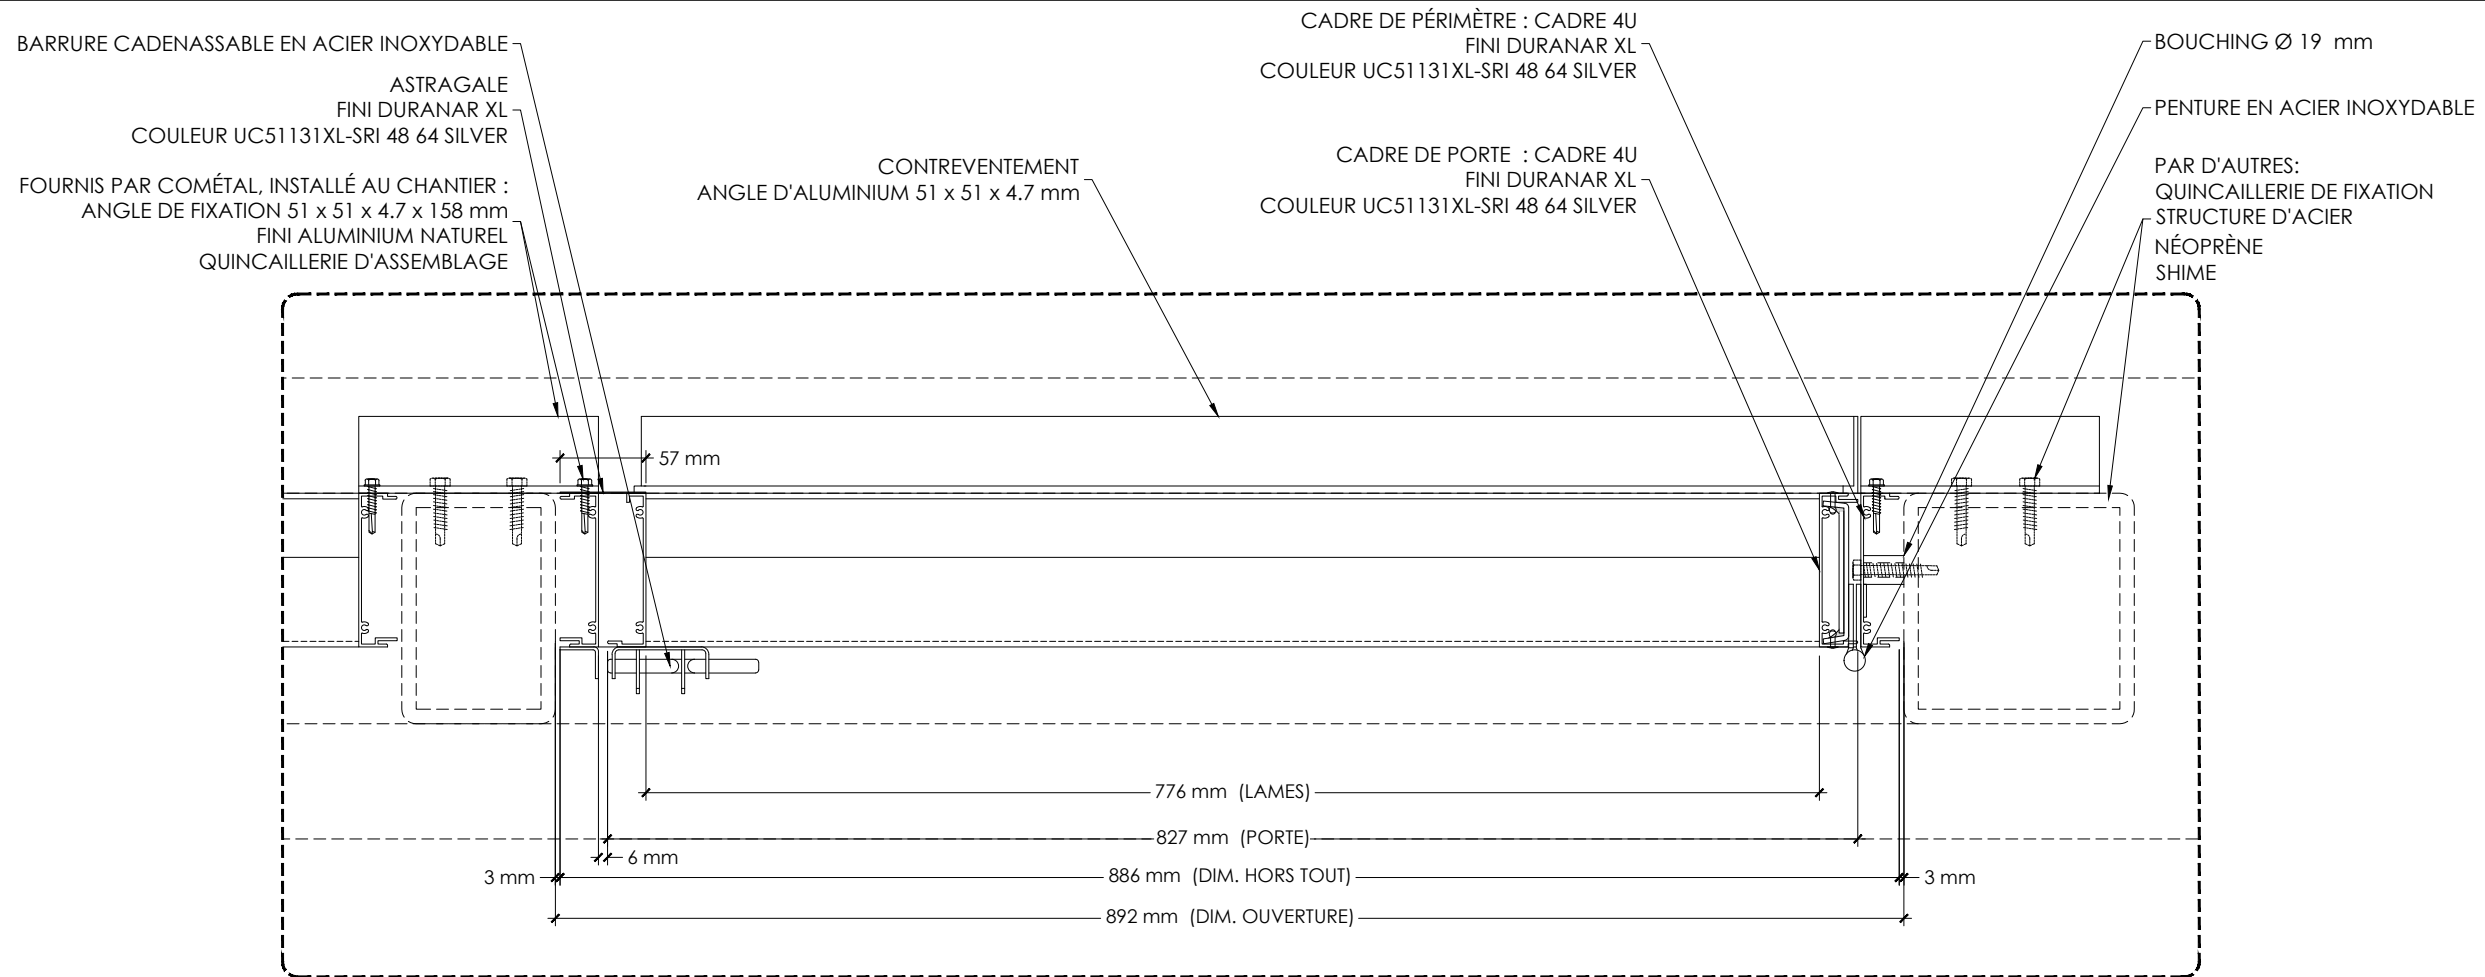 BARRURE CADENASSABLE EN ACIER INOXYDABLE
ASTRAGALE
FINI DURANAR XL
COULEUR UC51131XL-SRI 48 64 SILVER
FOURNIS PAR COMÉTAL, INSTALLÉ AU CHANTIER :
ANGLE DE FIXATION 51 x 51 x 4.7 x 158 mm
FINI ALUMINIUM NATUREL
QUINCAILLERIE D'ASSEMBLAGE
CONTREVENTEMENT
ANGLE D'ALUMINIUM 51 x 51 x 4.7 mm
CADRE DE PÉRIMÈTRE : CADRE 4U
FINI DURANAR XL
COULEUR UC51131XL-SRI 48 64 SILVER
CADRE DE PORTE : CADRE 4U
FINI DURANAR XL
COULEUR UC51131XL-SRI 48 64 SILVER
BOUCHING Ø 19 mm
PENTURE EN ACIER INOXYDABLE
PAR D'AUTRES:
QUINCAILLERIE DE FIXATION
STRUCTURE D'ACIER
NÉOPRÈNE
SHIME
57 mm
776 mm (LAMES)
827 mm (PORTE)
6 mm
3 mm
886 mm (DIM. HORS TOUT)
3 mm
892 mm (DIM. OUVERTURE)